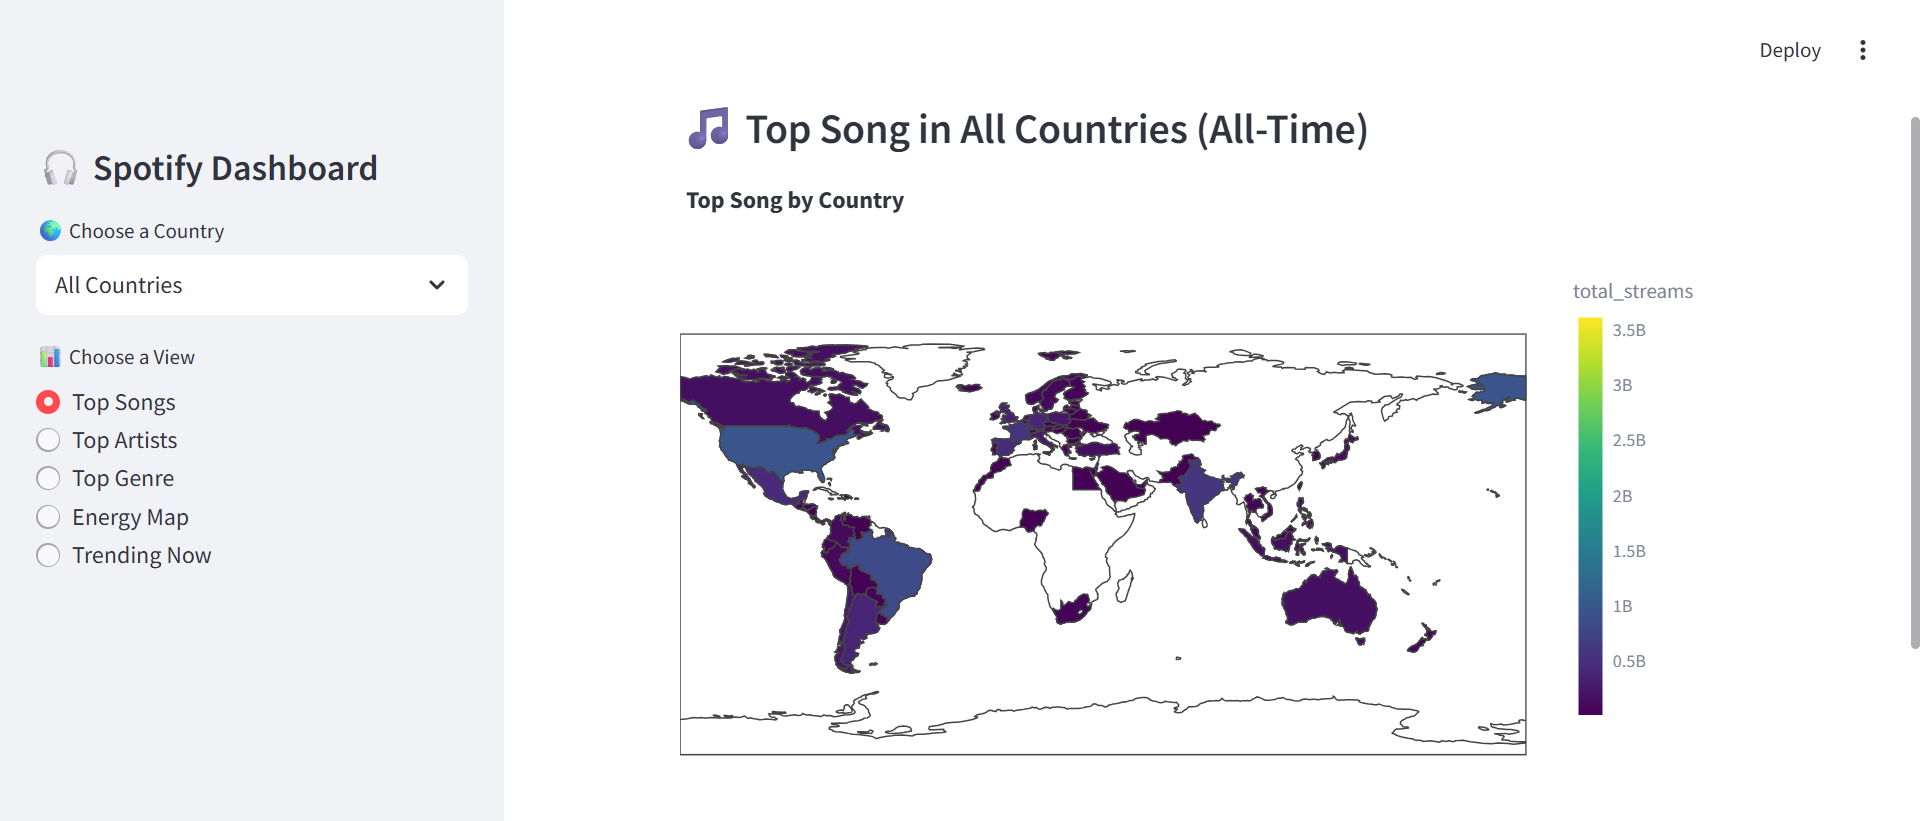 Deploy
Spotify Dashboard
Choose a Country
All Countries
Choose a View
Top Songs
Top Artists
Top Genre
Energy Map
Trending Now
Top Song in All Countries (All-Time)
Top Song by Country
total_streams
3.5B
3B
2.5B
2B
1.5B
1B
0.5B